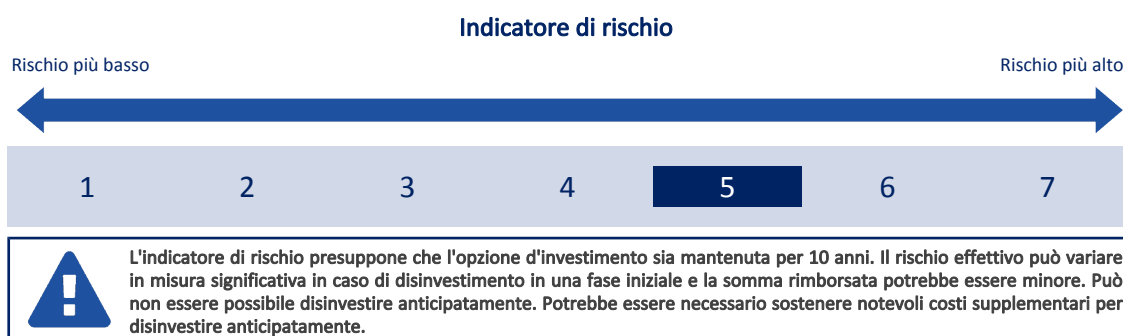 Indicatore di rischio
Rischio più basso
Rischio più alto
1 2 3 4 5 6 7
L'indicatore di rischio presuppone che l'opzione d'investimento sia mantenuta per 10 anni. Il rischio effettivo può variare
in misura significativa in caso di disinvestimento in una fase iniziale e la somma rimborsata potrebbe essere minore. Può
non essere possibile disinvestire anticipatamente. Potrebbe essere necessario sostenere notevoli costi supplementari per
disinvestire anticipatamente.